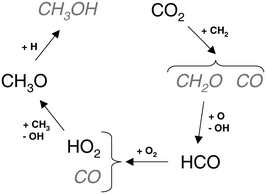 CH₃OH
CO₂
+ H
+ CH₂
CH₃O
CH₂O CO
+ O
- OH
+ CH₃
- OH
HO₂
CO
+ O₂
HCO